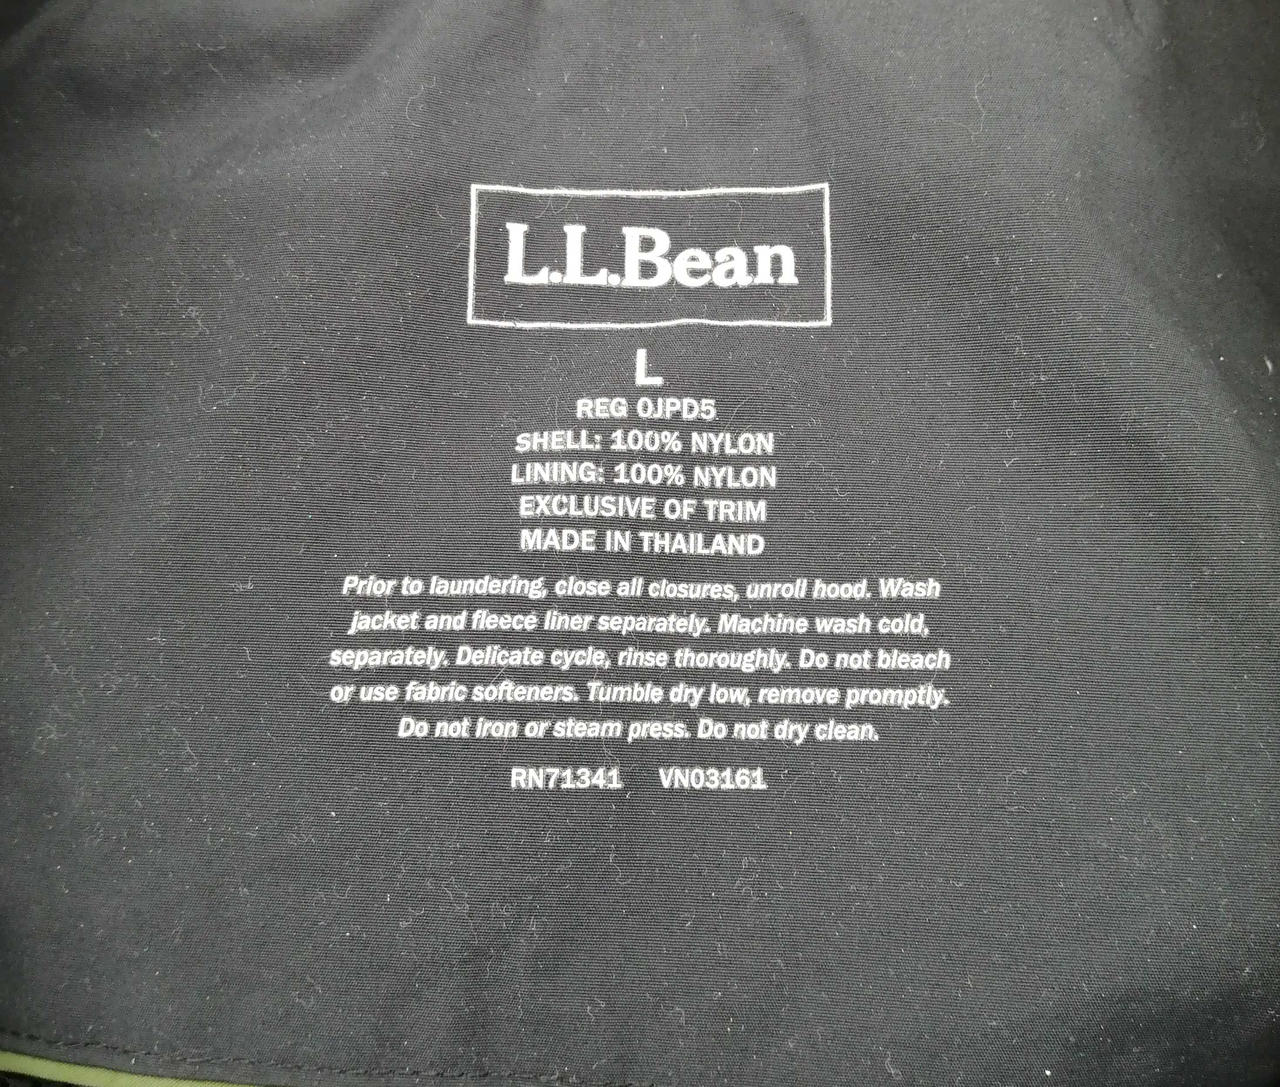 L.L.Bean
L
REG 0JPD5
SHELL: 100% NYLON
LINING: 100% NYLON
EXCLUSIVE OF TRIM
MADE IN THAILAND
Prior to laundering, close all closures, unroll hood. Wash
jacket and fleece liner separately. Machine wash cold,
separately. Delicate cycle, rinse thoroughly. Do not bleach
or use fabric softeners. Tumble dry low, remove promptly.
Do not iron or steam press. Do not dry clean.
RN71341 VN03161